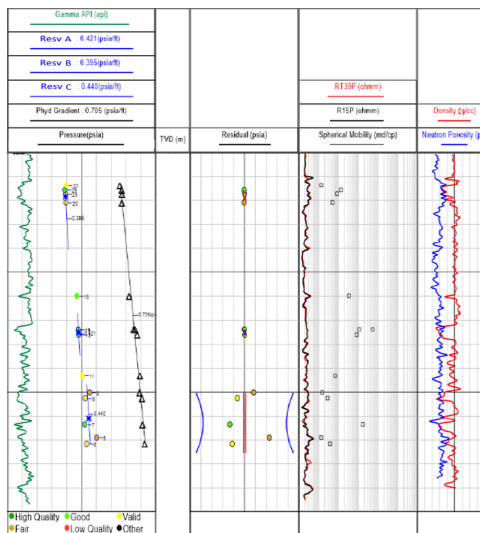 Gamma API (api)
Resv A : 0.421(psia/ft)
Resv B : 0.395(psia/ft)
Resv C : 0.440(psia/ft)
Phyd Gradient : 0.705 (psia/ft)
Pressure(psia)
TVD (m)
Residual (psia)
RT39P (ohmm)
R15P (ohmm)
Spherical Mobility (md/cp)
Density(g/cc)
Neutron Porosity (p
20
0.395
15
0.705
11
0.440
7
High Quality
Good
Valid
Fair
Low Quality
Other